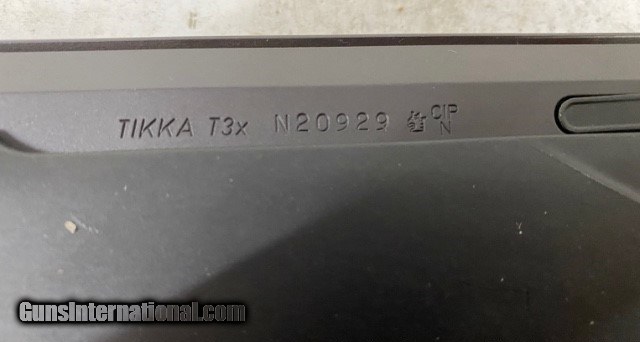 TIKKA T3x N20929 CIP
N
GunsInternational.com